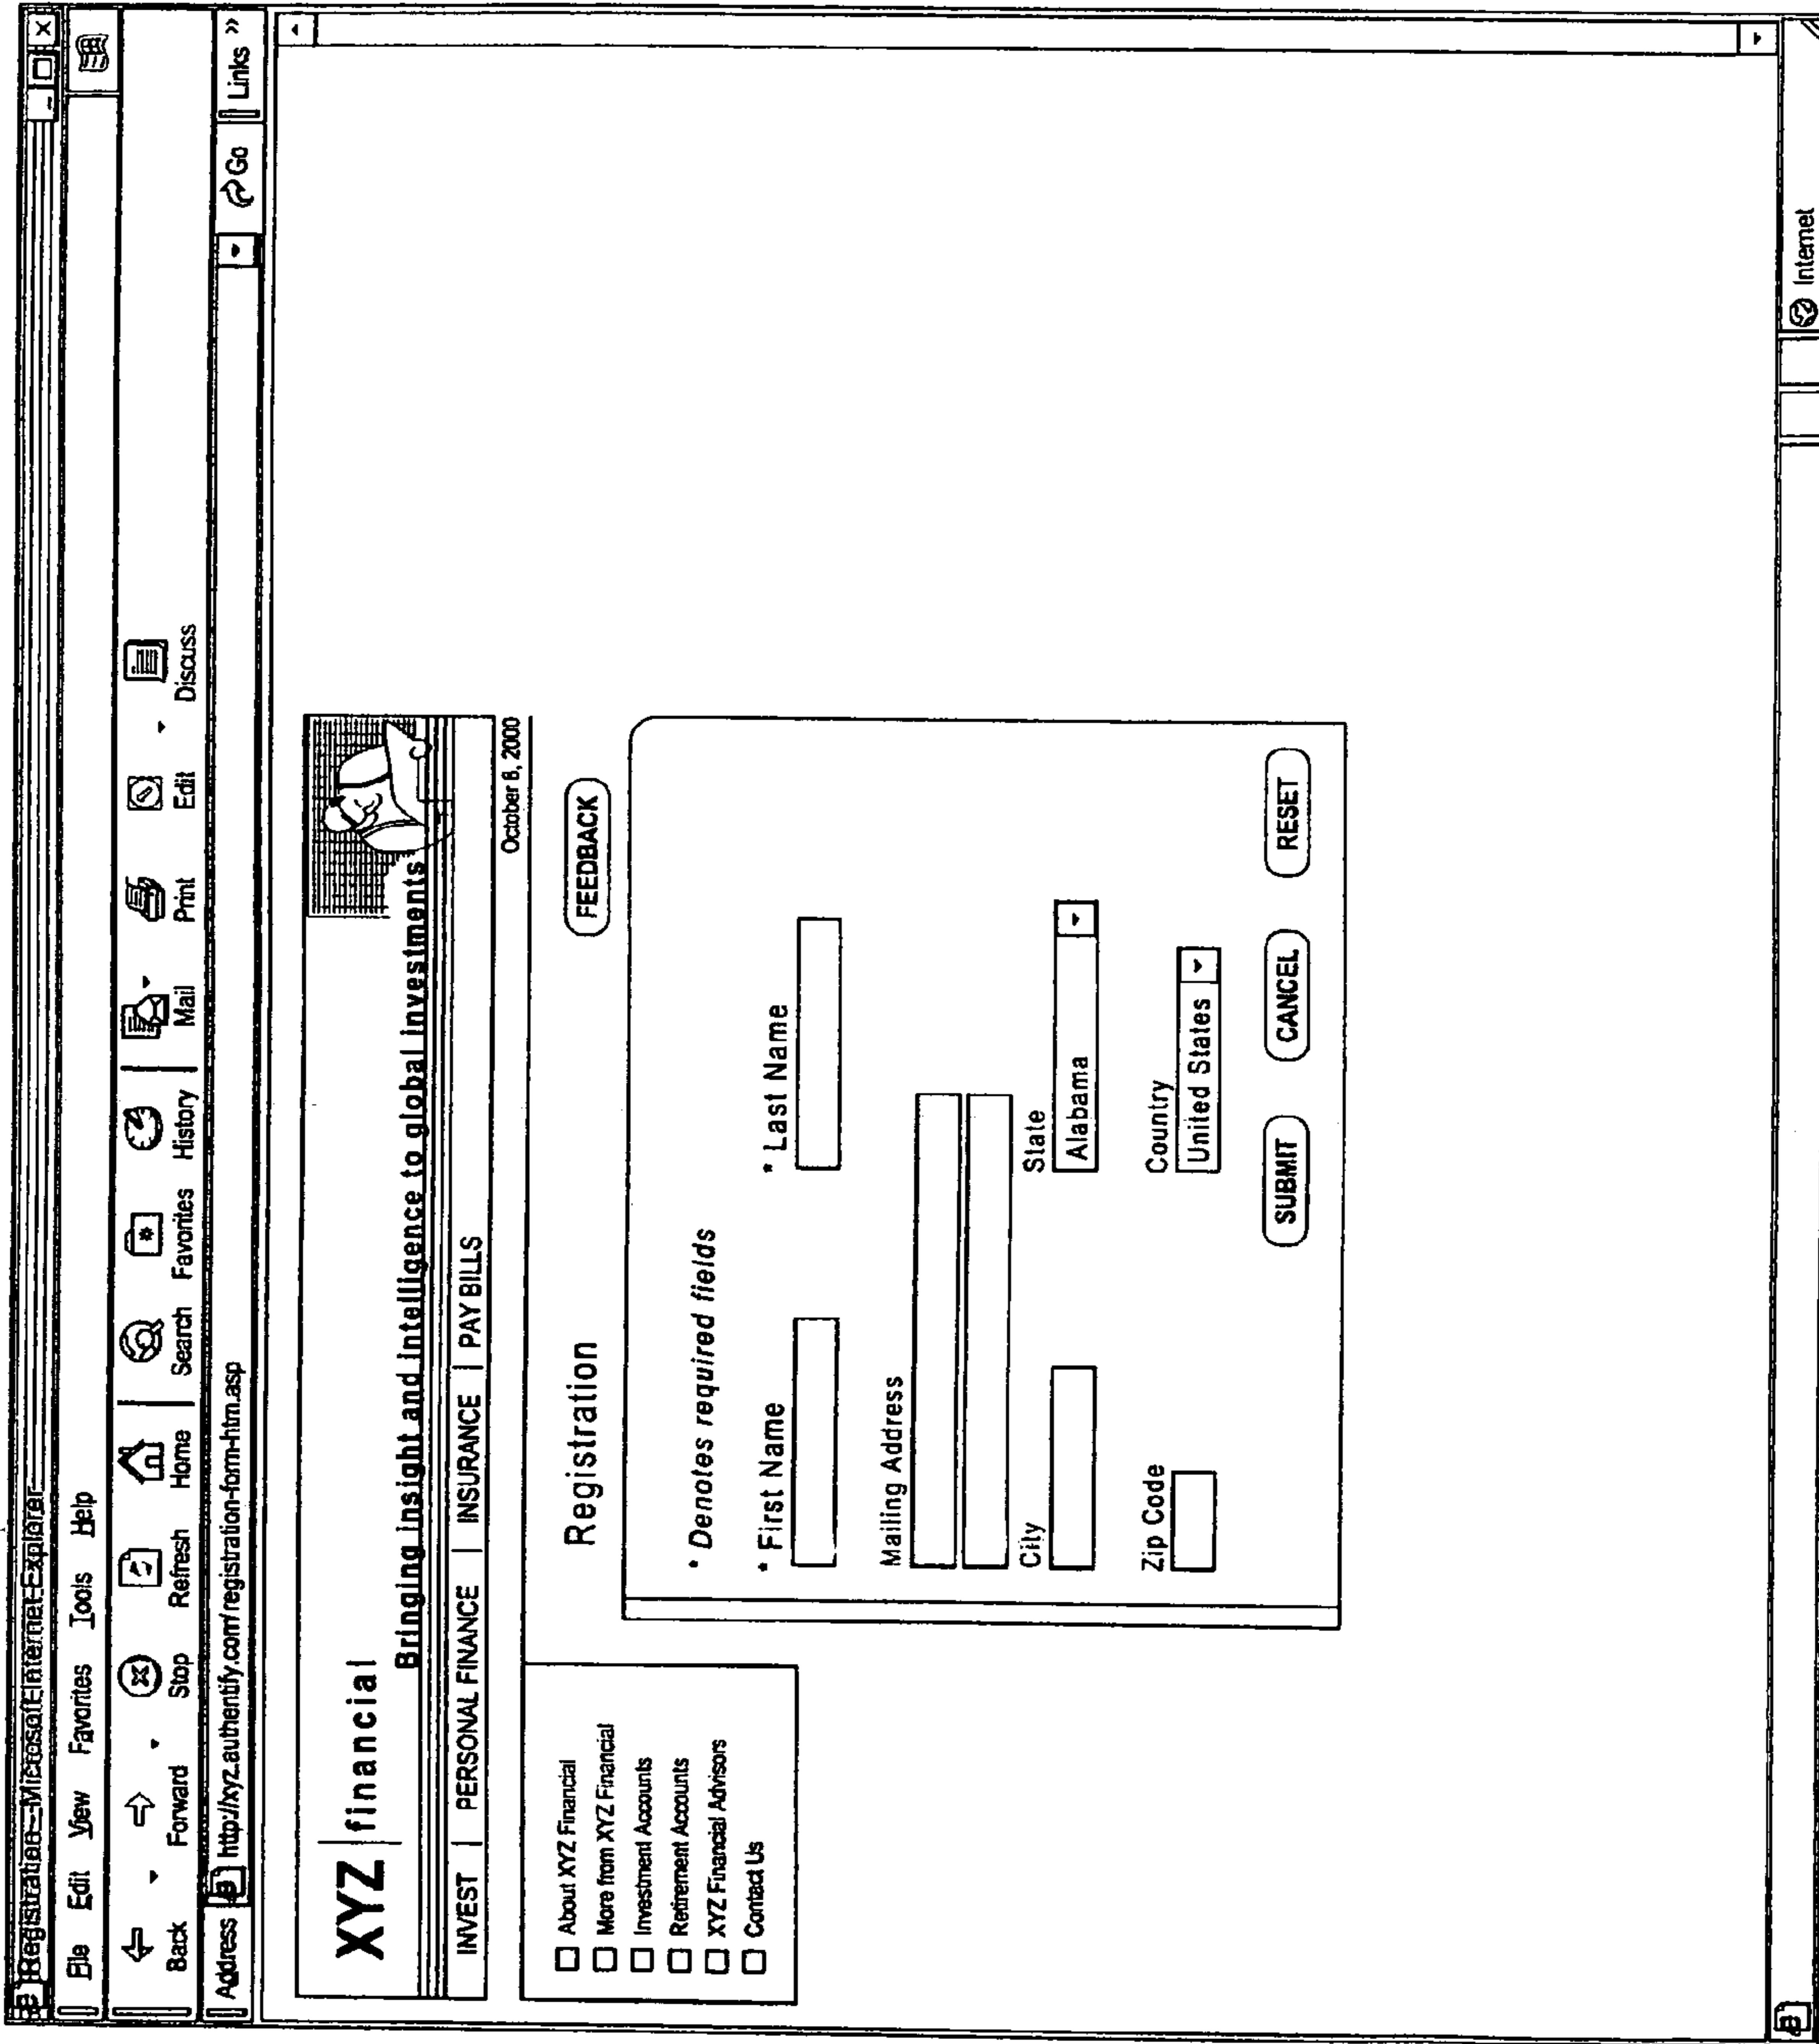 Registration - Microsoft Internet Explorer
File Edit View Favorites Tools Help
Back Forward Stop Refresh Home Search Favorites History Mail Print Edit Discuss
Address http://xyz.authentify.com/registration-form-htm.asp Go Links »
XYZ financial
Bringing insight and intelligence to global investments
INVEST | PERSONAL FINANCE | INSURANCE | PAY BILLS
October 6, 2000
About XYZ Financial
More from XYZ Financial
Investment Accounts
Retirement Accounts
XYZ Financial Advisors
Contact Us
Registration FEEDBACK
* Denotes required fields
* First Name * Last Name
Mailing Address
City State
Alabama
Zip Code Country
United States
SUBMIT CANCEL RESET
Internet